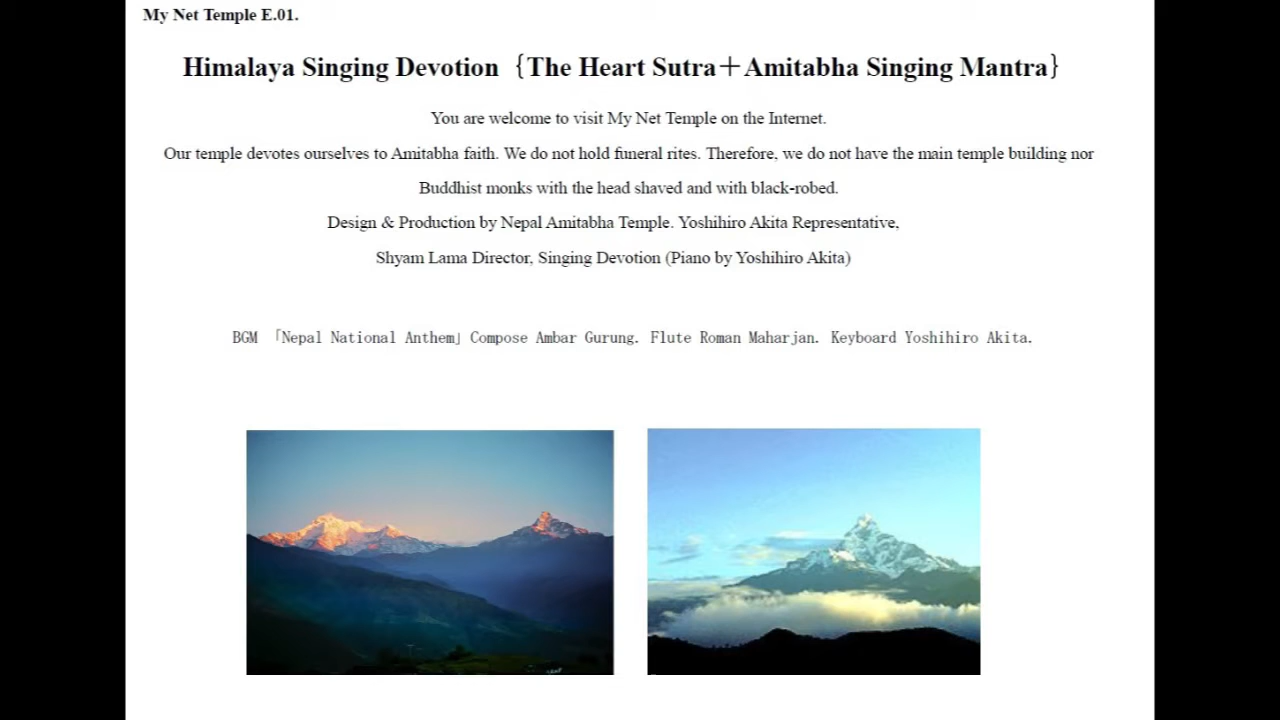 My Net Temple E.01.
Himalaya Singing Devotion｛The Heart Sutra＋Amitabha Singing Mantra｝
You are welcome to visit My Net Temple on the Internet.
Our temple devotes ourselves to Amitabha faith. We do not hold funeral rites. Therefore, we do not have the main temple building nor
Buddhist monks with the head shaved and with black-robed.
Design & Production by Nepal Amitabha Temple. Yoshihiro Akita Representative,
Shyam Lama Director, Singing Devotion (Piano by Yoshihiro Akita)
BGM 「Nepal National Anthem」 Compose Ambar Gurung. Flute Roman Maharjan. Keyboard Yoshihiro Akita.